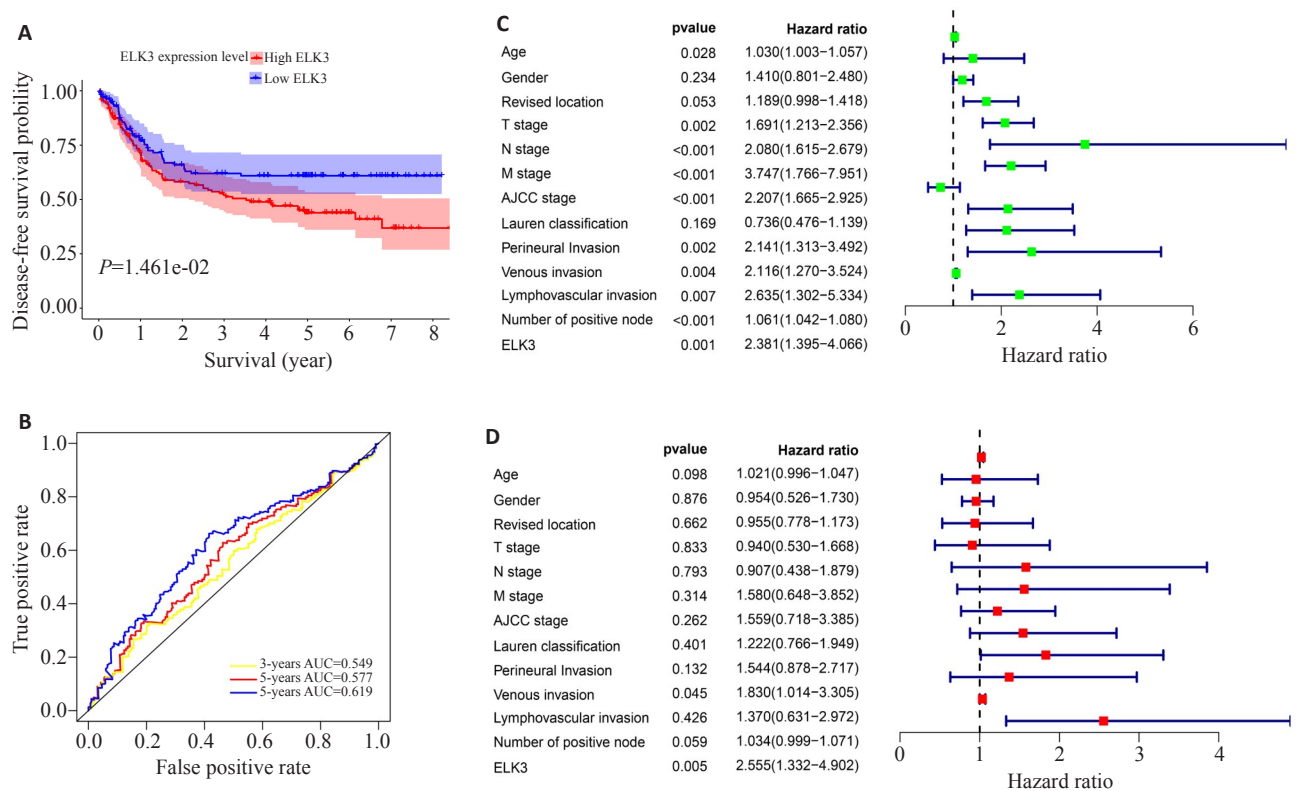 A
ELK3 expression level High ELK3
Low ELK3
Disease-free survival probility
1.00
0.75
0.50
0.25
0.00
P=1.461e-02
0 1 2 3 4 5 6 7 8
Survival (year)
B
True positive rate
1.0
0.8
0.6
0.4
0.2
0.0
3-years AUC=0.549
5-years AUC=0.577
5-years AUC=0.619
0.0 0.2 0.4 0.6 0.8 1.0
False positive rate
C
pvalue Hazard ratio
Age 0.028 1.030(1.003−1.057)
Gender 0.234 1.410(0.801−2.480)
Revised location 0.053 1.189(0.998−1.418)
T stage 0.002 1.691(1.213−2.356)
N stage <0.001 2.080(1.615−2.679)
M stage <0.001 3.747(1.766−7.951)
AJCC stage <0.001 2.207(1.665−2.925)
Lauren classification 0.169 0.736(0.476−1.139)
Perineural Invasion 0.002 2.141(1.313−3.492)
Venous invasion 0.004 2.116(1.270−3.524)
Lymphovascular invasion 0.007 2.635(1.302−5.334)
Number of positive node <0.001 1.061(1.042−1.080)
ELK3 0.001 2.381(1.395−4.066)
0 2 4 6
Hazard ratio
D
pvalue Hazard ratio
Age 0.098 1.021(0.996−1.047)
Gender 0.876 0.954(0.526−1.730)
Revised location 0.662 0.955(0.778−1.173)
T stage 0.833 0.940(0.530−1.668)
N stage 0.793 0.907(0.438−1.879)
M stage 0.314 1.580(0.648−3.852)
AJCC stage 0.262 1.559(0.718−3.385)
Lauren classification 0.401 1.222(0.766−1.949)
Perineural Invasion 0.132 1.544(0.878−2.717)
Venous invasion 0.045 1.830(1.014−3.305)
Lymphovascular invasion 0.426 1.370(0.631−2.972)
Number of positive node 0.059 1.034(0.999−1.071)
ELK3 0.005 2.555(1.332−4.902)
0 1 2 3 4
Hazard ratio